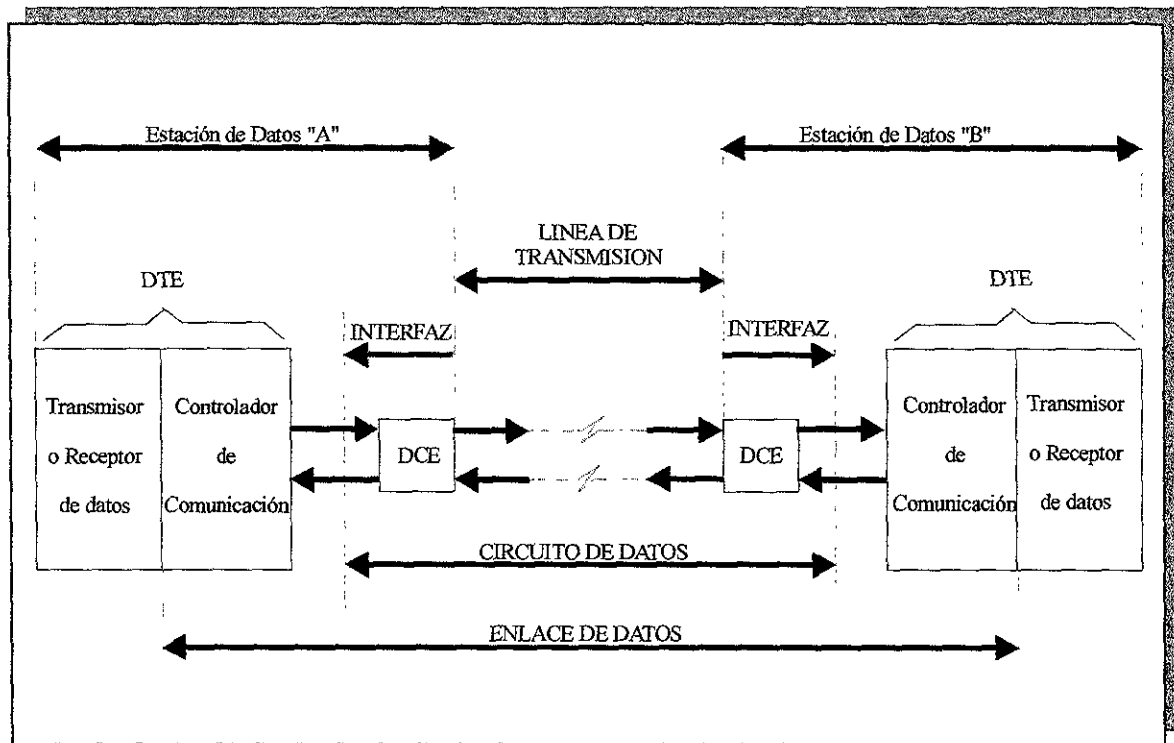 Estación de Datos "A"
Estación de Datos "B"
LINEA DE
TRANSMISION
DTE
DTE
INTERFAZ
INTERFAZ
Transmisor
o Receptor
de datos
Controlador
de
Comunicación
DCE
DCE
Controlador
de
Comunicación
Transmisor
o Receptor
de datos
CIRCUITO DE DATOS
ENLACE DE DATOS